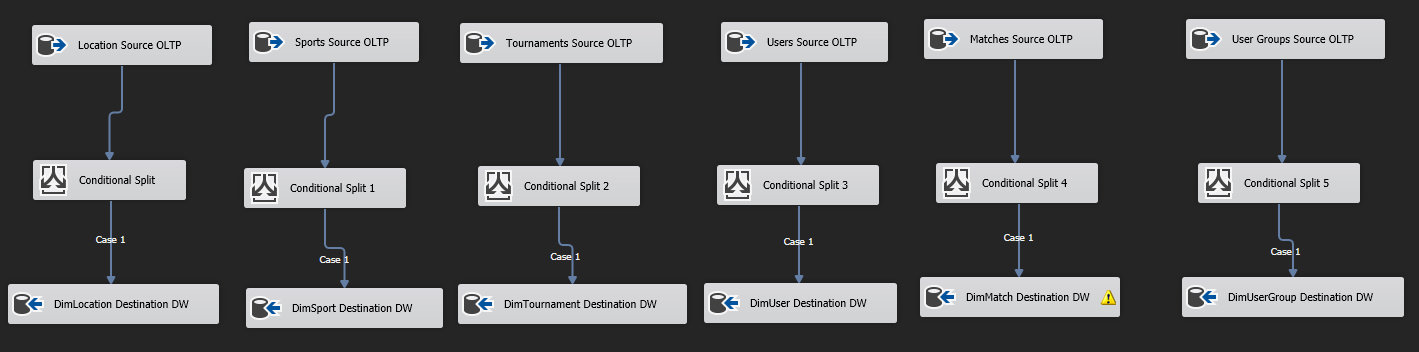 Location Source OLTP
Sports Source OLTP
Tournaments Source OLTP
Users Source OLTP
Matches Source OLTP
User Groups Source OLTP
Conditional Split
Conditional Split 1
Conditional Split 2
Conditional Split 3
Conditional Split 4
Conditional Split 5
Case 1
Case 1
Case 1
Case 1
Case 1
Case 1
DimLocation Destination DW
DimSport Destination DW
DimTournament Destination DW
DimUser Destination DW
DimMatch Destination DW
DimUserGroup Destination DW